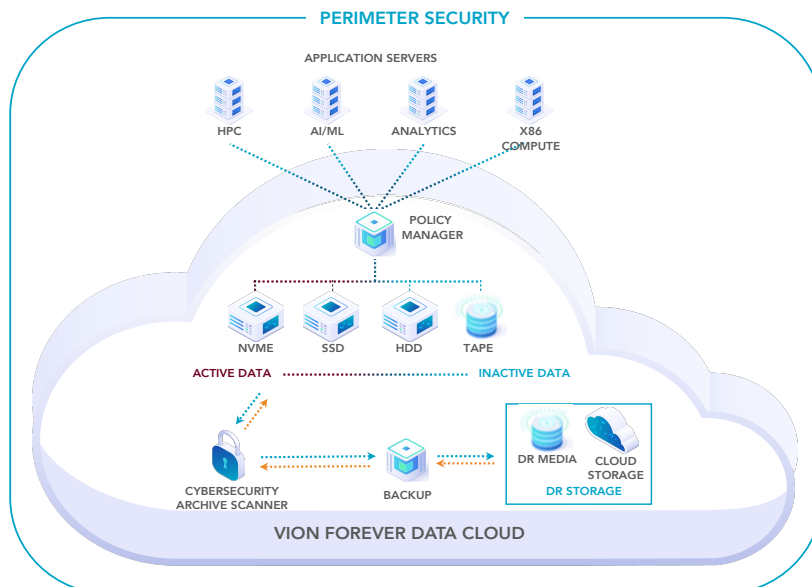 PERIMETER SECURITY
APPLICATION SERVERS
HPC
AI/ML
ANALYTICS
X86
COMPUTE
POLICY
MANAGER
NVME
SSD
HDD
TAPE
ACTIVE DATA
INACTIVE DATA
DR MEDIA
CLOUD
STORAGE
DR STORAGE
CYBERSECURITY
ARCHIVE SCANNER
BACKUP
VION FOREVER DATA CLOUD